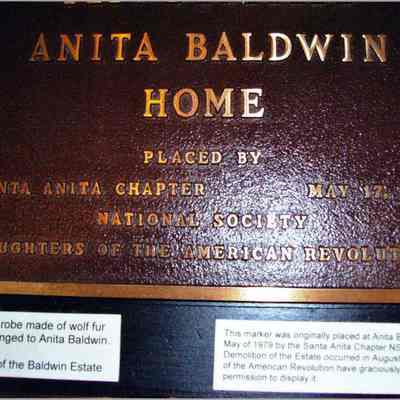 ANITA BALDWIN
HOME
PLACED BY
NTA ANITA CHAPTER MAY 17,
NATIONAL SOCIETY
UGHTERS OF THE AMERICAN REVOLUT
robe made of wolf fur
nged to Anita Baldwin.
of the Baldwin Estate
This marker was originally placed at Anita B
May of 1979 by the Santa Anita Chapter NS
Demolition of the Estate occurred in August
of the American Revolution have graciously
permission to display it.